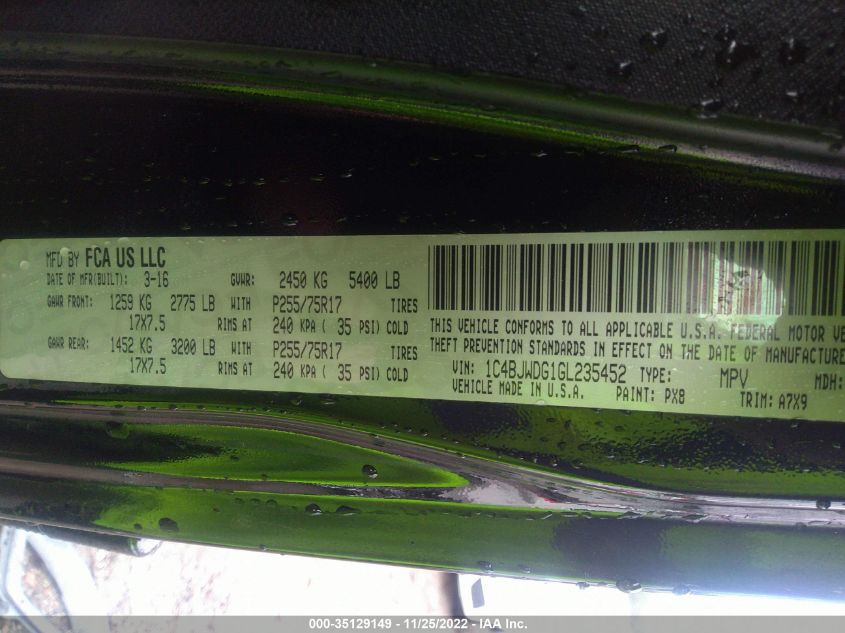 MFD BY FCA US LLC
DATE OF MFR(BUILT): 3-16 GVWR: 2450 KG 5400 LB
GAWR FRONT: 1259 KG 2775 LB WITH P255/75R17 TIRES
17X7.5 RIMS AT 240 KPA ( 35 PSI) COLD
GAWR REAR: 1452 KG 3200 LB WITH P255/75R17 TIRES
17X7.5 RIMS AT 240 KPA ( 35 PSI) COLD
THIS VEHICLE CONFORMS TO ALL APPLICABLE U.S.A. FEDERAL MOTOR VE
THEFT PREVENTION STANDARDS IN EFFECT ON THE DATE OF MANUFACTURE
VIN: 1C4BJWDG1GL235452 TYPE: MPV MDH:
VEHICLE MADE IN U.S.A. PAINT: PX8 TRIM: A7X9
000-35129149 - 11/25/2022 - IAA Inc.